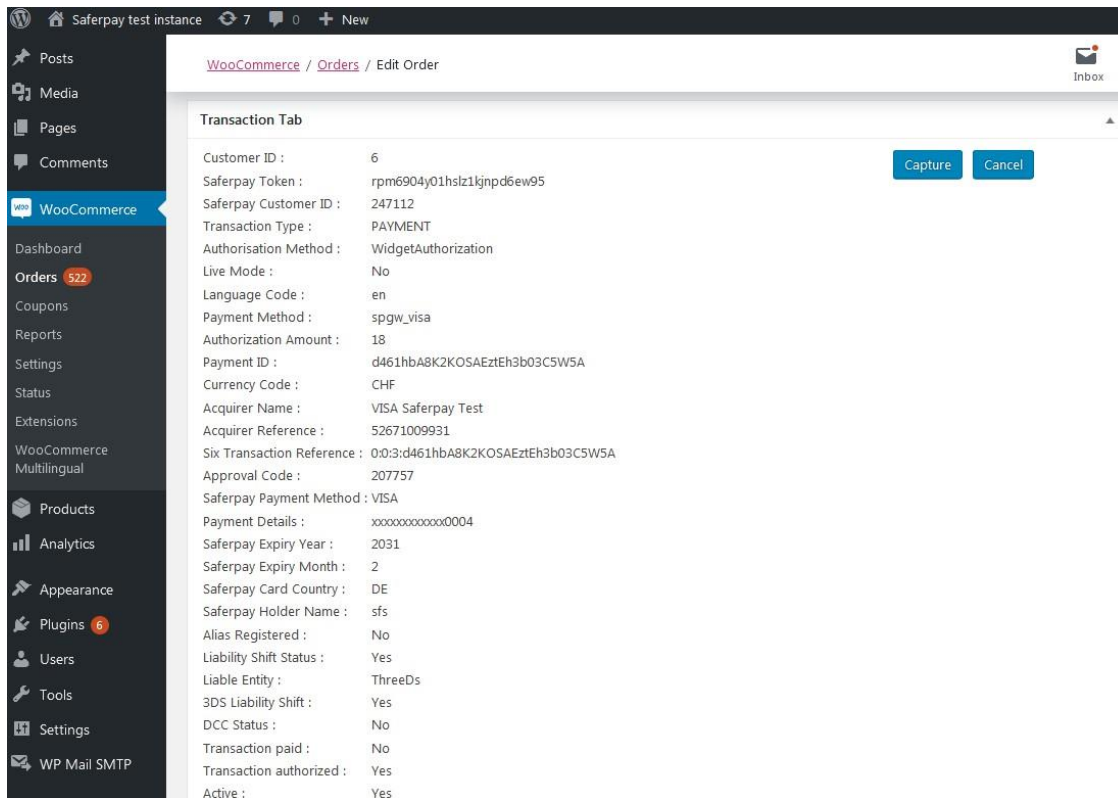 Saferpay test instance 7 0 + New
Posts
Media
Pages
Comments
WooCommerce
Dashboard
Orders 522
Coupons
Reports
Settings
Status
Extensions
WooCommerce
Multilingual
Products
Analytics
Appearance
Plugins 6
Users
Tools
Settings
WP Mail SMTP
WooCommerce / Orders / Edit Order
Inbox
Transaction Tab
Capture Cancel
Customer ID : 6
Saferpay Token : rpm6904y01hslz1kjnpd6ew95
Saferpay Customer ID : 247112
Transaction Type : PAYMENT
Authorisation Method : WidgetAuthorization
Live Mode : No
Language Code : en
Payment Method : spgw_visa
Authorization Amount : 18
Payment ID : d461hbA8K2KOSAEztEh3b03C5W5A
Currency Code : CHF
Acquirer Name : VISA Saferpay Test
Acquirer Reference : 52671009931
Six Transaction Reference : 0:0:3:d461hbA8K2KOSAEztEh3b03C5W5A
Approval Code : 207757
Saferpay Payment Method : VISA
Payment Details : xxxxxxxxxxxx0004
Saferpay Expiry Year : 2031
Saferpay Expiry Month : 2
Saferpay Card Country : DE
Saferpay Holder Name : sfs
Alias Registered : No
Liability Shift Status : Yes
Liable Entity : ThreeDs
3DS Liability Shift : Yes
DCC Status : No
Transaction paid : No
Transaction authorized : Yes
Active : Yes